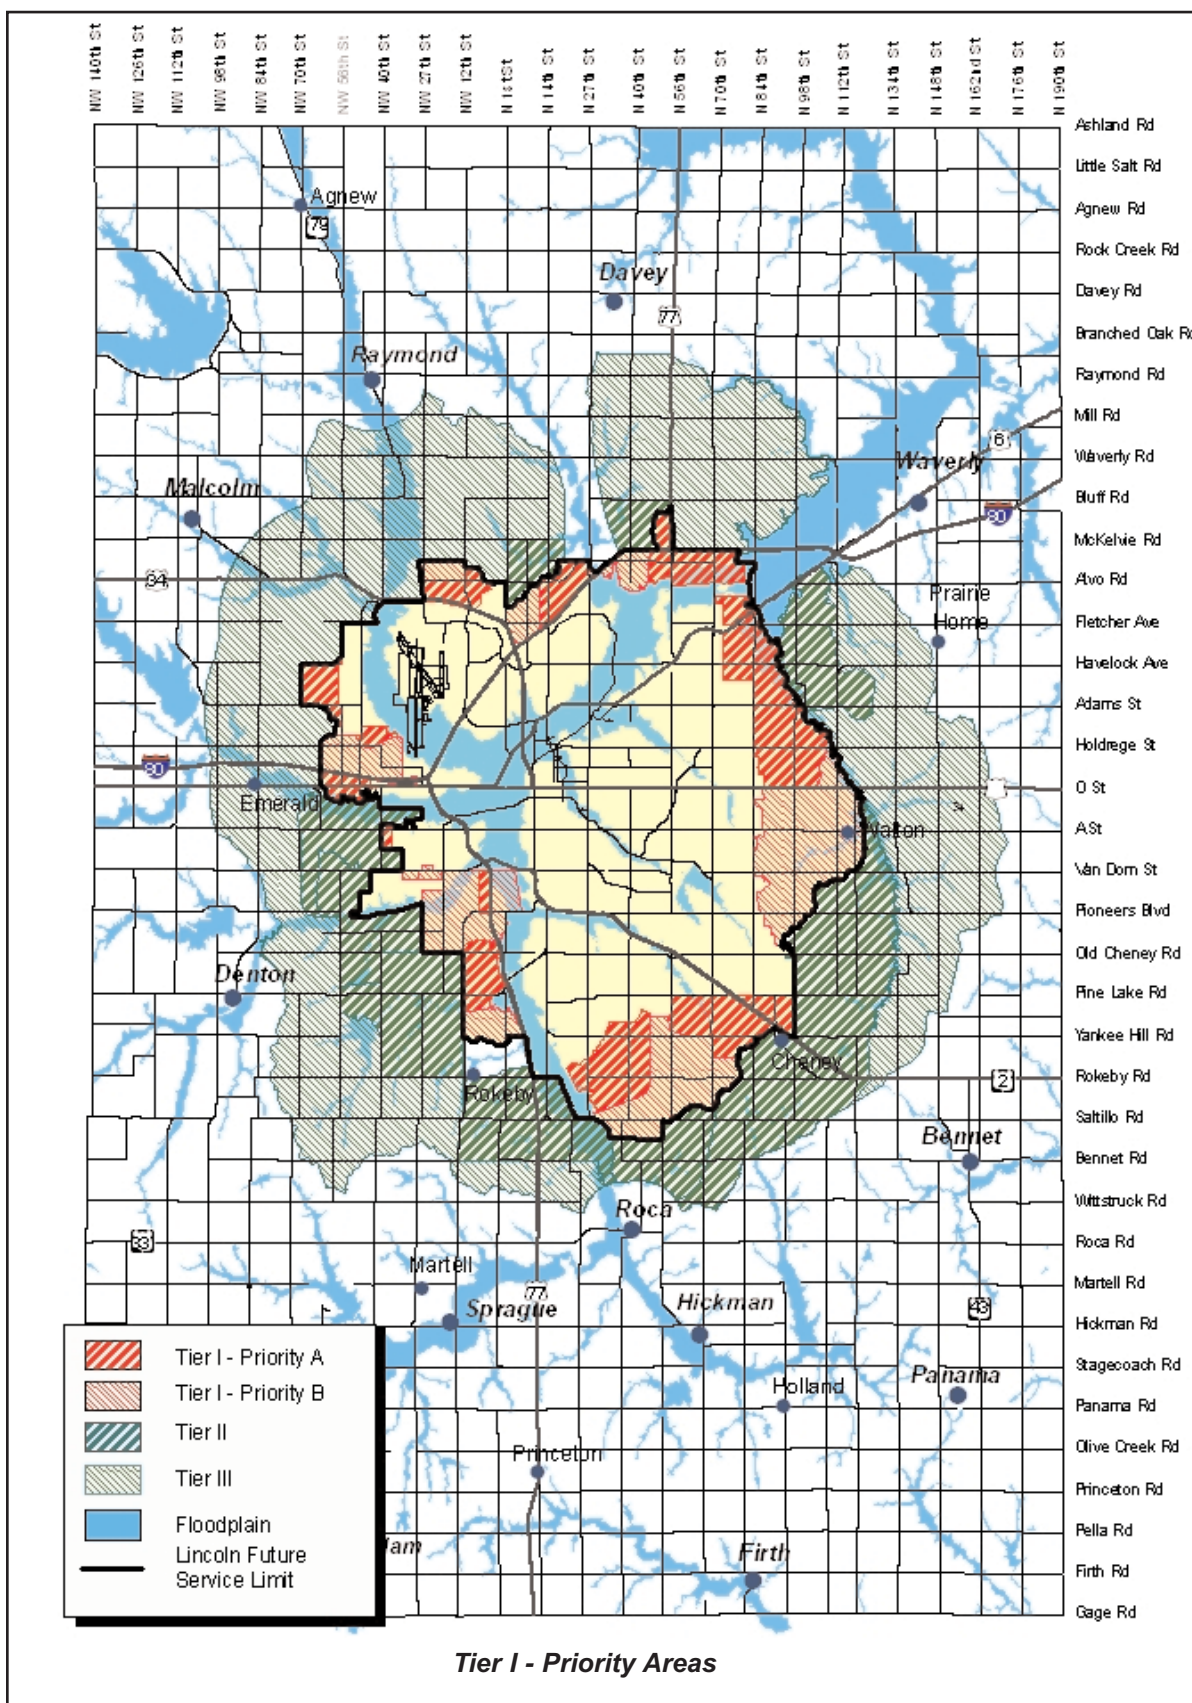 NW 140th St
NW 126th St
NW 112th St
NW 98th St
NW 84th St
NW 70th St
NW 56th St
NW 40th St
NW 27th St
NW 12th St
N 1st St
N 14th St
N 27th St
N 40th St
N 56th St
N 70th St
N 84th St
N 98th St
N 112th St
N 134th St
N 148th St
N 162nd St
N 176th St
N 190th St
Ashland Rd
Little Salt Rd
Agnew Rd
Rock Creek Rd
Davey Rd
Branched Oak Rd
Raymond Rd
Mill Rd
Waverly Rd
Bluff Rd
McKelvie Rd
Alvo Rd
Fletcher Ave
Havelock Ave
Adams St
Holdrege St
O St
A St
Van Dorn St
Pioneers Blvd
Old Cheney Rd
Pine Lake Rd
Yankee Hill Rd
Rokeby Rd
Saltillo Rd
Bennet Rd
Wittstruck Rd
Roca Rd
Martell Rd
Hickman Rd
Stagecoach Rd
Panama Rd
Olive Creek Rd
Princeton Rd
Pella Rd
Firth Rd
Gage Rd
Agnew
79
Davey
77
Raymond
6
Waverly
Malcolm
80
34
Prairie
Home
80
Emerald
Walton
Denton
Cheney
Rokeby
2
Bennet
Roca
33
Martell
77
Sprague
Hickman
43
Holland
Panama
Princeton
lam
Firth
Tier I - Priority A
Tier I - Priority B
Tier II
Tier III
Floodplain
Lincoln Future
Service Limit
Tier I - Priority Areas